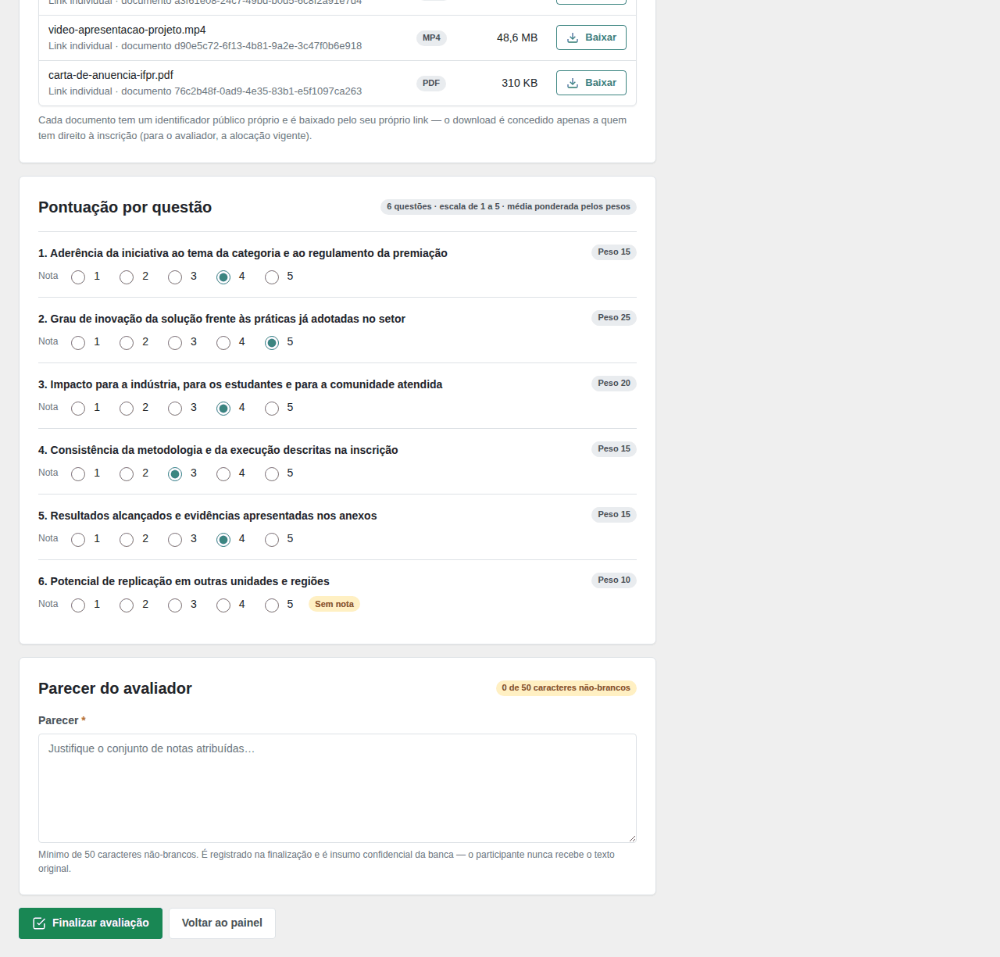 Link individual · documento a3f61e08-24c7-49bd-b0d5-6c8f2a91e7d4
video-apresentacao-projeto.mp4
Link individual · documento d90e5c72-6f13-4b81-9a2e-3c47f0b6e918
MP4
48,6 MB
Baixar
carta-de-anuencia-ifpr.pdf
Link individual · documento 76c2b48f-0ad9-4e35-83b1-e5f1097ca263
PDF
310 KB
Baixar
Cada documento tem um identificador público próprio e é baixado pelo seu próprio link — o download é concedido apenas a quem
tem direito à inscrição (para o avaliador, a alocação vigente).
Pontuação por questão
6 questões · escala de 1 a 5 · média ponderada pelos pesos
1. Aderência da iniciativa ao tema da categoria e ao regulamento da premiação
Peso 15
Nota 1 2 3 4 5
2. Grau de inovação da solução frente às práticas já adotadas no setor
Peso 25
Nota 1 2 3 4 5
3. Impacto para a indústria, para os estudantes e para a comunidade atendida
Peso 20
Nota 1 2 3 4 5
4. Consistência da metodologia e da execução descritas na inscrição
Peso 15
Nota 1 2 3 4 5
5. Resultados alcançados e evidências apresentadas nos anexos
Peso 15
Nota 1 2 3 4 5
6. Potencial de replicação em outras unidades e regiões
Peso 10
Nota 1 2 3 4 5 Sem nota
Parecer do avaliador
0 de 50 caracteres não-brancos
Parecer *
Justifique o conjunto de notas atribuídas…
Mínimo de 50 caracteres não-brancos. É registrado na finalização e é insumo confidencial da banca — o participante nunca recebe o texto
original.
Finalizar avaliação
Voltar ao painel